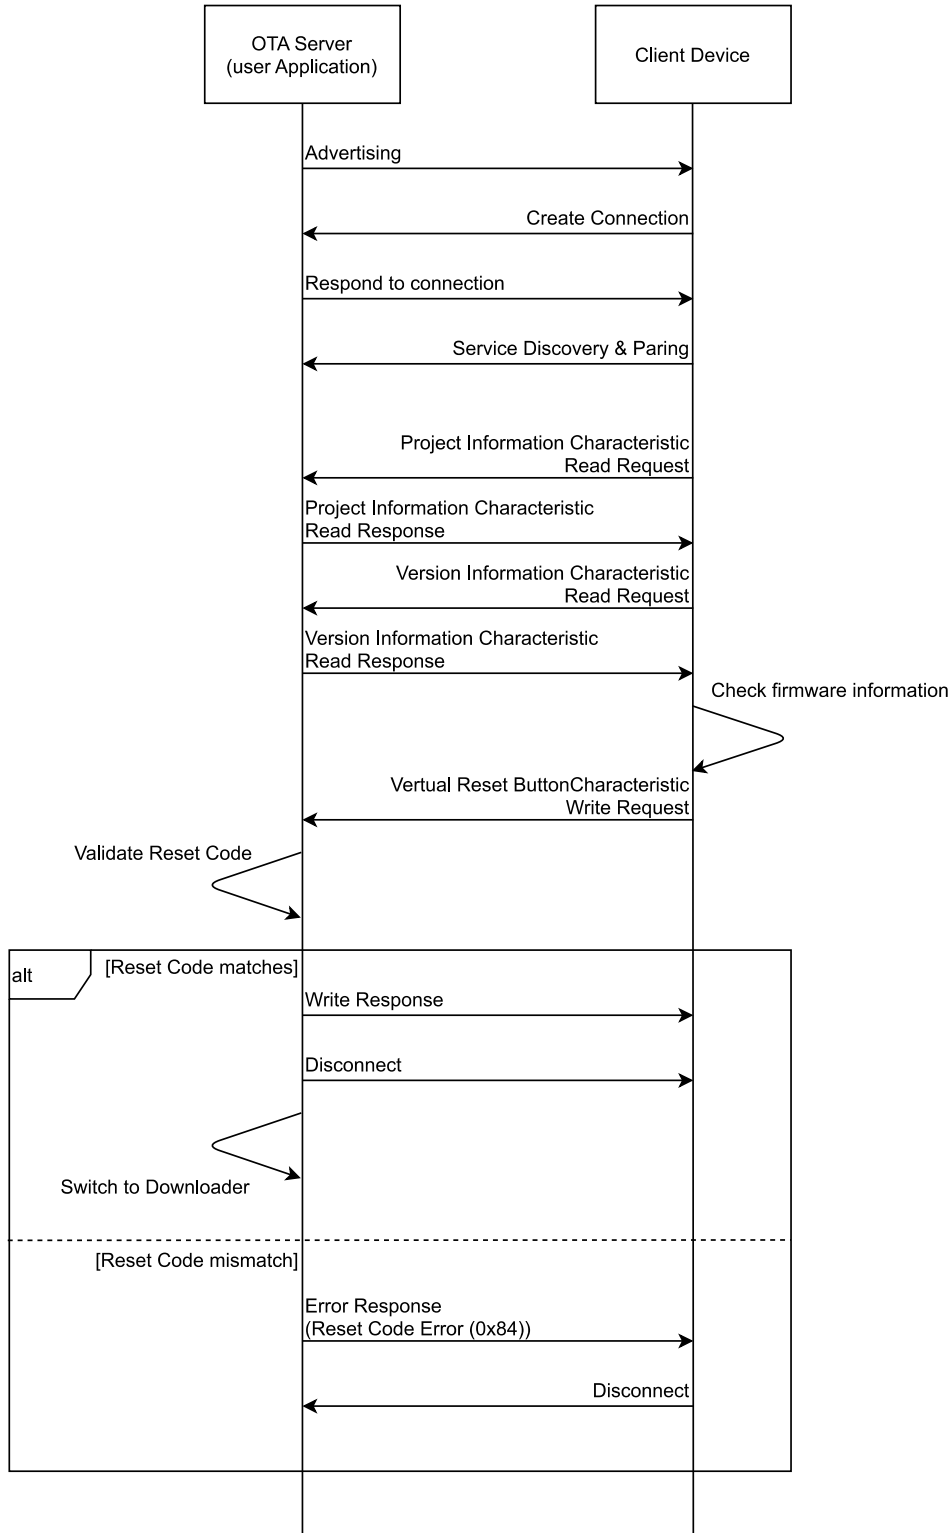 OTA Server
(user Application)
Client Device
Advertising
Create Connection
Respond to connection
Service Discovery & Paring
Project Information Characteristic
Read Request
Project Information Characteristic
Read Response
Version Information Characteristic
Read Request
Version Information Characteristic
Read Response
Check firmware information
Vertual Reset ButtonCharacteristic
Write Request
Validate Reset Code
alt
[Reset Code matches]
Write Response
Disconnect
Switch to Downloader
[Reset Code mismatch]
Error Response
(Reset Code Error (0x84))
Disconnect